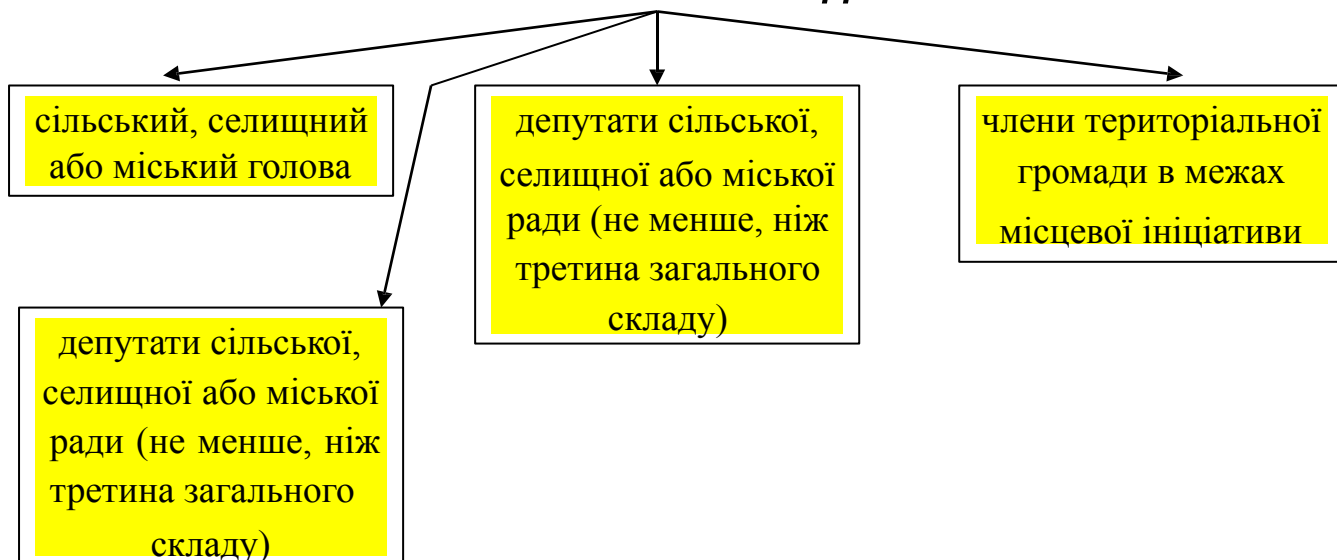 сільський, селищний
або міський голова
депутати сільської,
селищної або міської
ради (не менше, ніж
третина загального
складу)
члени територіальної
громади в межах
місцевої ініціативи
депутати сільської,
селищної або міської
ради (не менше, ніж
третина загального
складу)